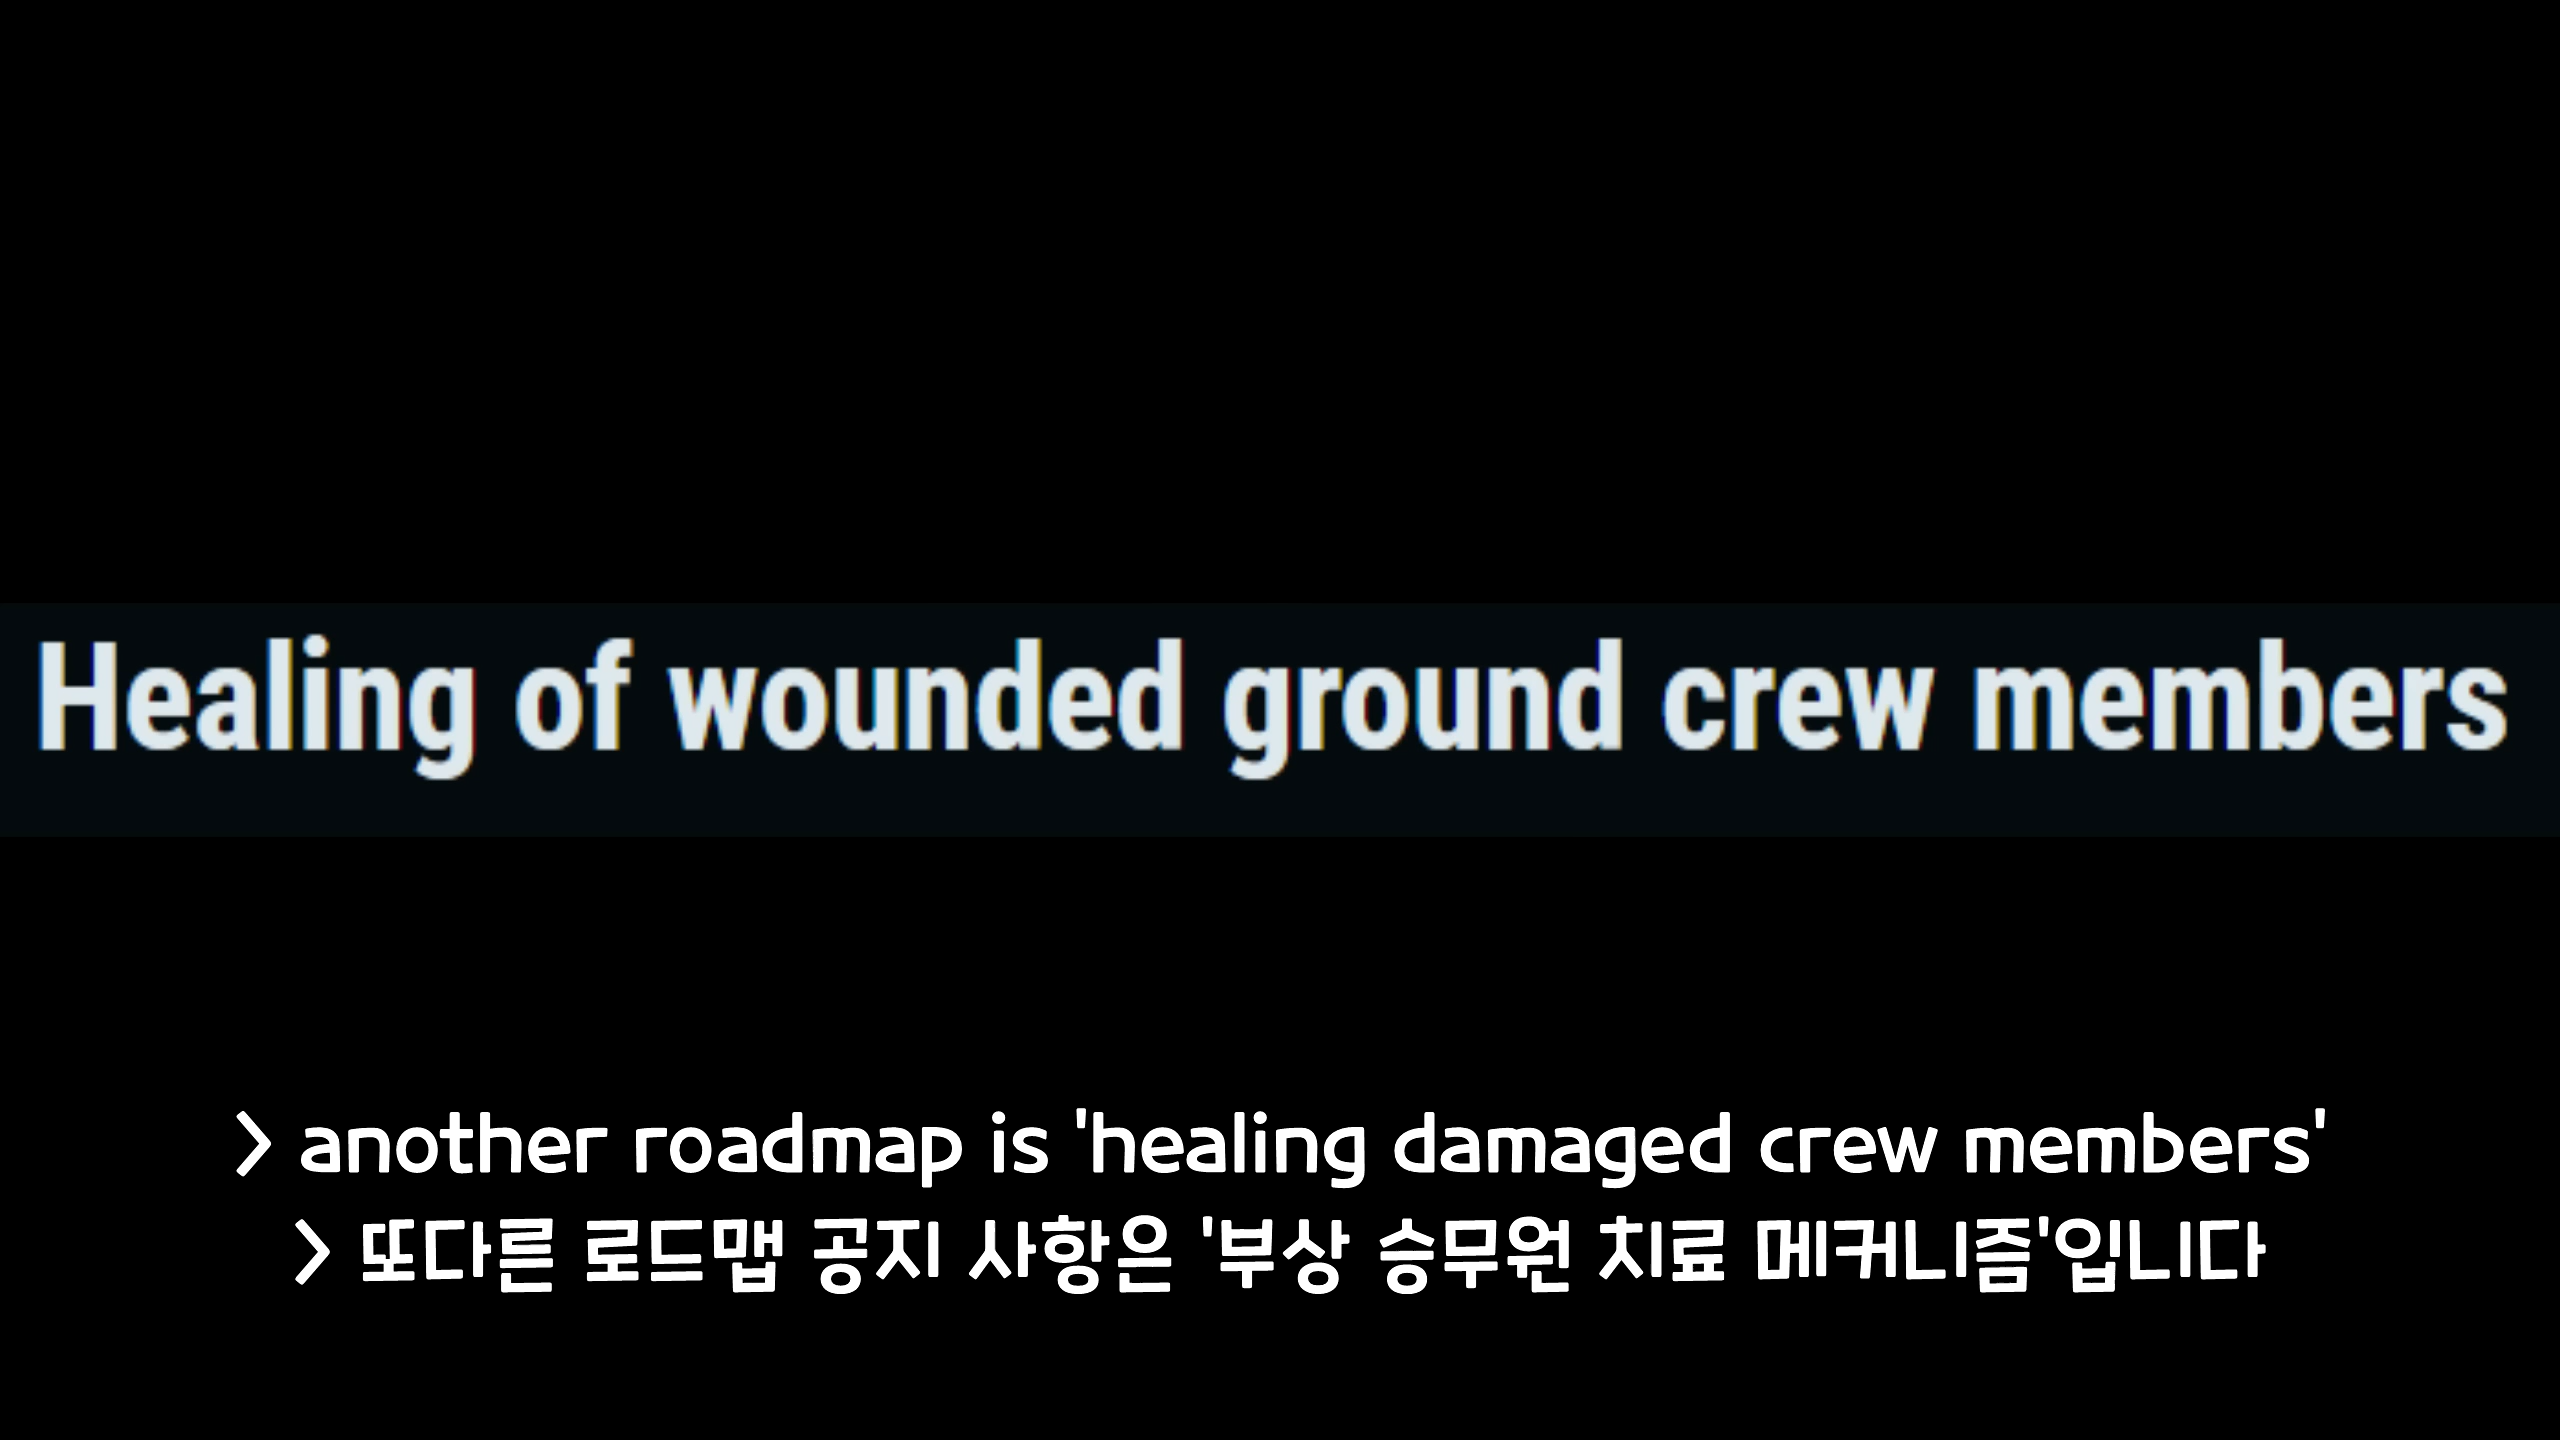 Healing of wounded ground crew members
> another roadmap is 'healing damaged crew members'
> 또다른 로드맵 공지 사항은 '부상 승무원 치료 메커니즘'입니다